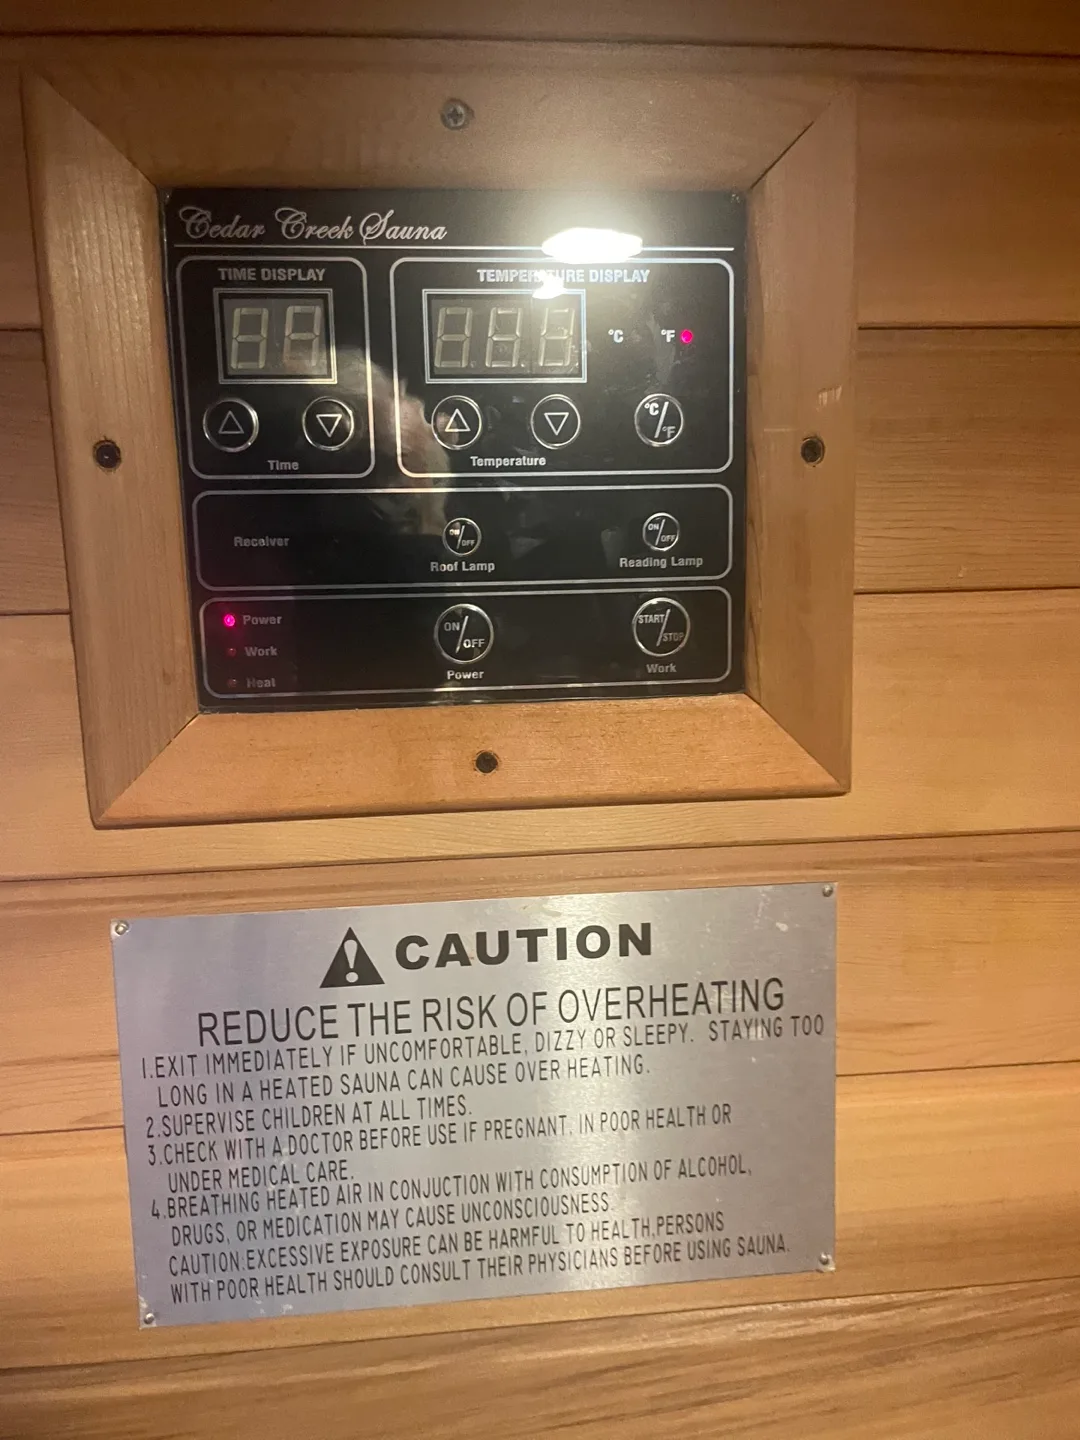 Cedar Creek Sauna
TIME DISPLAY
TEMPERATURE DISPLAY
°C °F
°C/°F
Time
Temperature
Receiver
ON/OFF
Roof Lamp
ON/OFF
Reading Lamp
Power
Work
Heat
ON/OFF
Power
START/STOP
Work
CAUTION
REDUCE THE RISK OF OVERHEATING
1.EXIT IMMEDIATELY IF UNCOMFORTABLE, DIZZY OR SLEEPY. STAYING TOO
LONG IN A HEATED SAUNA CAN CAUSE OVER HEATING.
2.SUPERVISE CHILDREN AT ALL TIMES.
3.CHECK WITH A DOCTOR BEFORE USE IF PREGNANT, IN POOR HEALTH OR
UNDER MEDICAL CARE.
4.BREATHING HEATED AIR IN CONJUCTION WITH CONSUMPTION OF ALCOHOL,
DRUGS, OR MEDICATION MAY CAUSE UNCONSCIOUSNESS.
CAUTION:EXCESSIVE EXPOSURE CAN BE HARMFUL TO HEALTH,PERSONS
WITH POOR HEALTH SHOULD CONSULT THEIR PHYSICIANS BEFORE USING SAUNA.